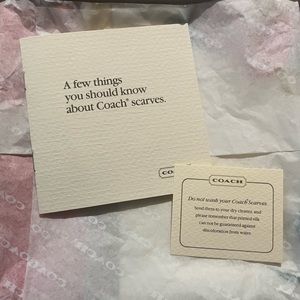 A few things
you should know
about Coach® scarves.
COACH
Do not wash your Coach® Scarves.
Send them to your dry cleaner, and
please remember that printed silk
can not be guaranteed against
discoloration from water.